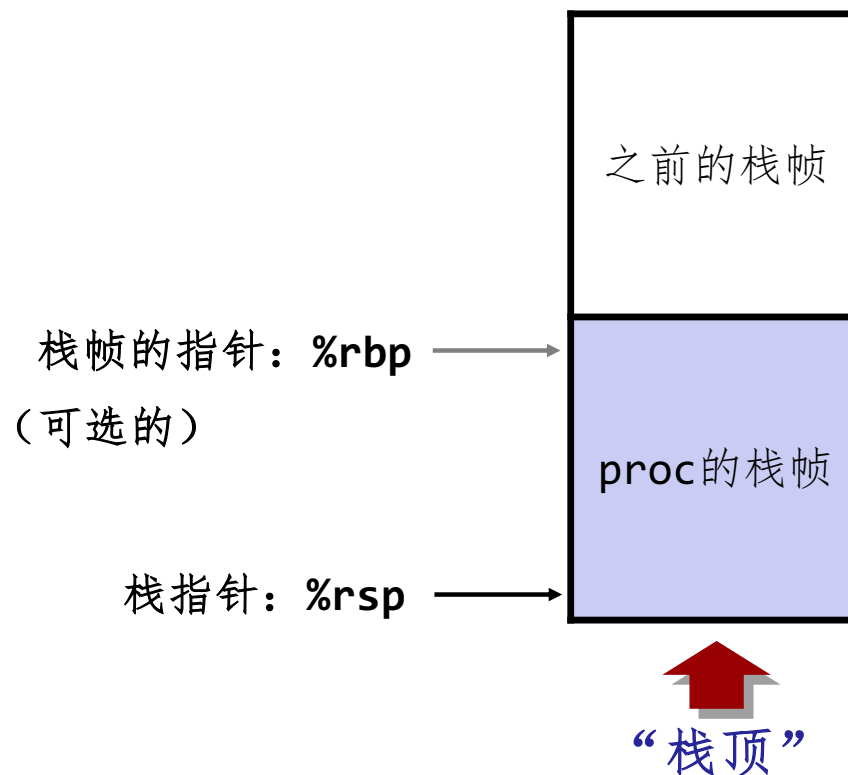 之前的栈帧
栈帧的指针：%rbp
（可选的）
proc的栈帧
栈指针：%rsp
“栈顶”